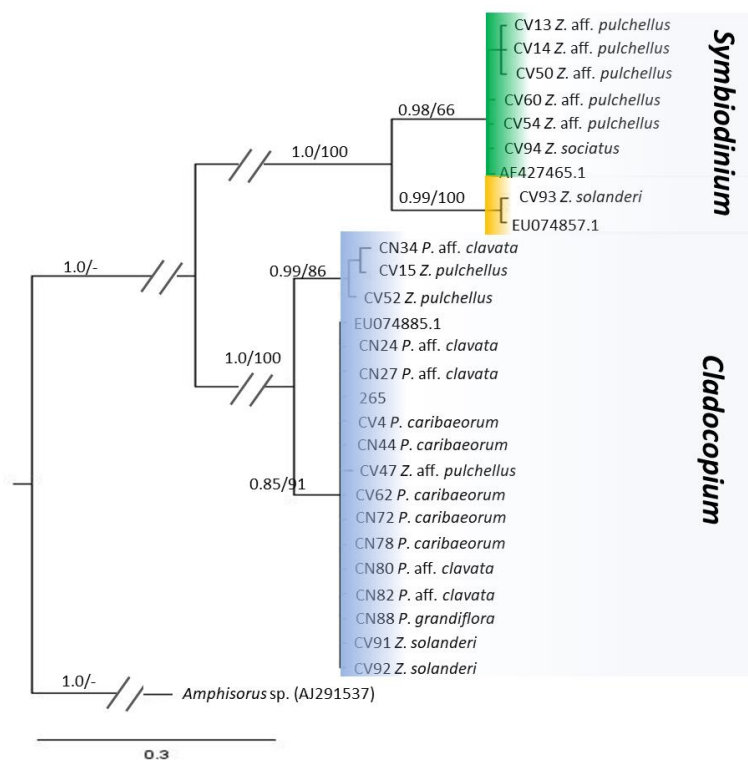 CV13 Z. aff. pulchellus
CV14 Z. aff. pulchellus
CV50 Z. aff. pulchellus
CV60 Z. aff. pulchellus
0.98/66
CV54 Z. aff. pulchellus
CV94 Z. sociatus
1.0/100
AF427465.1
0.99/100
CV93 Z. solanderi
EU074857.1
Symbiodinium
CN34 P. aff. clavata
1.0/-
0.99/86
CV15 Z. pulchellus
CV52 Z. pulchellus
EU074885.1
CN24 P. aff. clavata
1.0/100
CN27 P. aff. clavata
265
CV4 P. caribaeorum
CN44 P. caribaeorum
CV47 Z. aff. pulchellus
0.85/91
CV62 P. caribaeorum
CN72 P. caribaeorum
CN78 P. caribaeorum
CN80 P. aff. clavata
CN82 P. aff. clavata
CN88 P. grandiflora
CV91 Z. solanderi
CV92 Z. solanderi
Cladocopium
1.0/-
Amphisorus sp. (AJ291537)
0.3